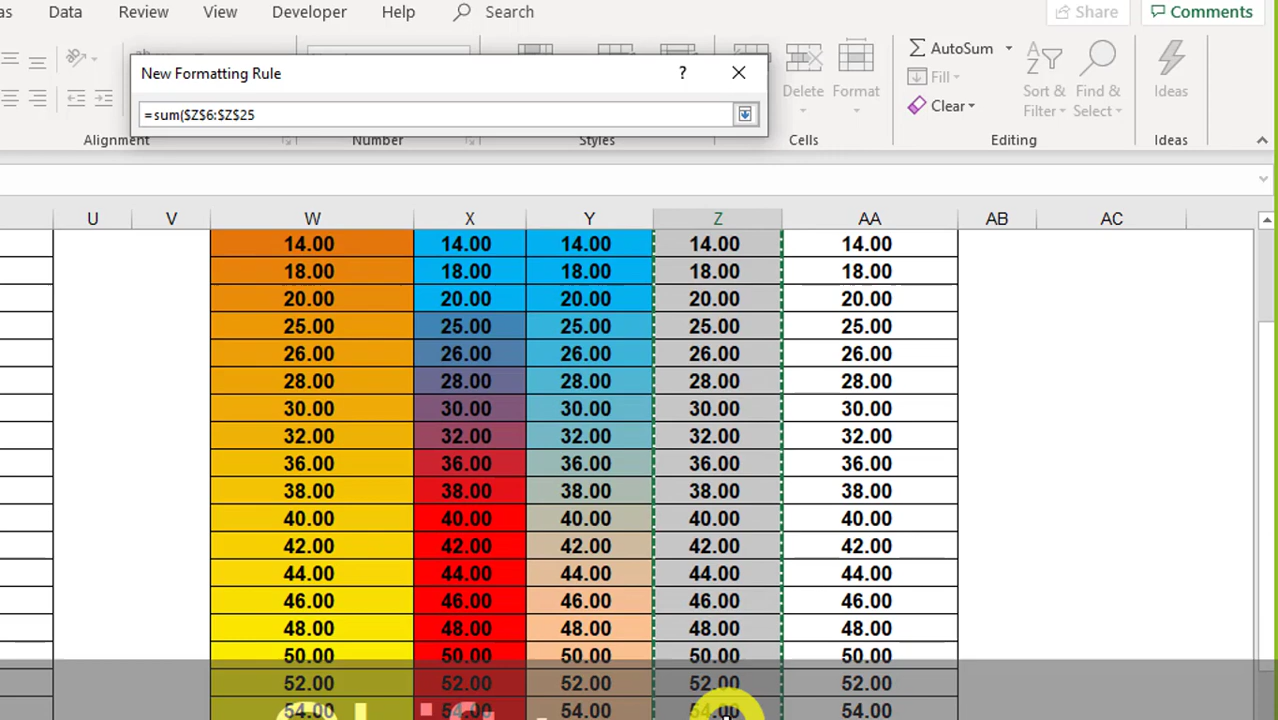 as Data Review View Developer Help Search Share Comments
New Formatting Rule ?
=sum($Z$6:$Z$25
AutoSum
Fill
Clear
Delete Format Sort & Filter Find & Select Ideas
Alignment Number Styles Cells Editing Ideas
U V W X Y Z AA AB AC
14.00 14.00 14.00 14.00 14.00
18.00 18.00 18.00 18.00 18.00
20.00 20.00 20.00 20.00 20.00
25.00 25.00 25.00 25.00 25.00
26.00 26.00 26.00 26.00 26.00
28.00 28.00 28.00 28.00 28.00
30.00 30.00 30.00 30.00 30.00
32.00 32.00 32.00 32.00 32.00
36.00 36.00 36.00 36.00 36.00
38.00 38.00 38.00 38.00 38.00
40.00 40.00 40.00 40.00 40.00
42.00 42.00 42.00 42.00 42.00
44.00 44.00 44.00 44.00 44.00
46.00 46.00 46.00 46.00 46.00
48.00 48.00 48.00 48.00 48.00
50.00 50.00 50.00 50.00 50.00
52.00 52.00 52.00 52.00 52.00
54.00 54.00 54.00 54.00 54.00